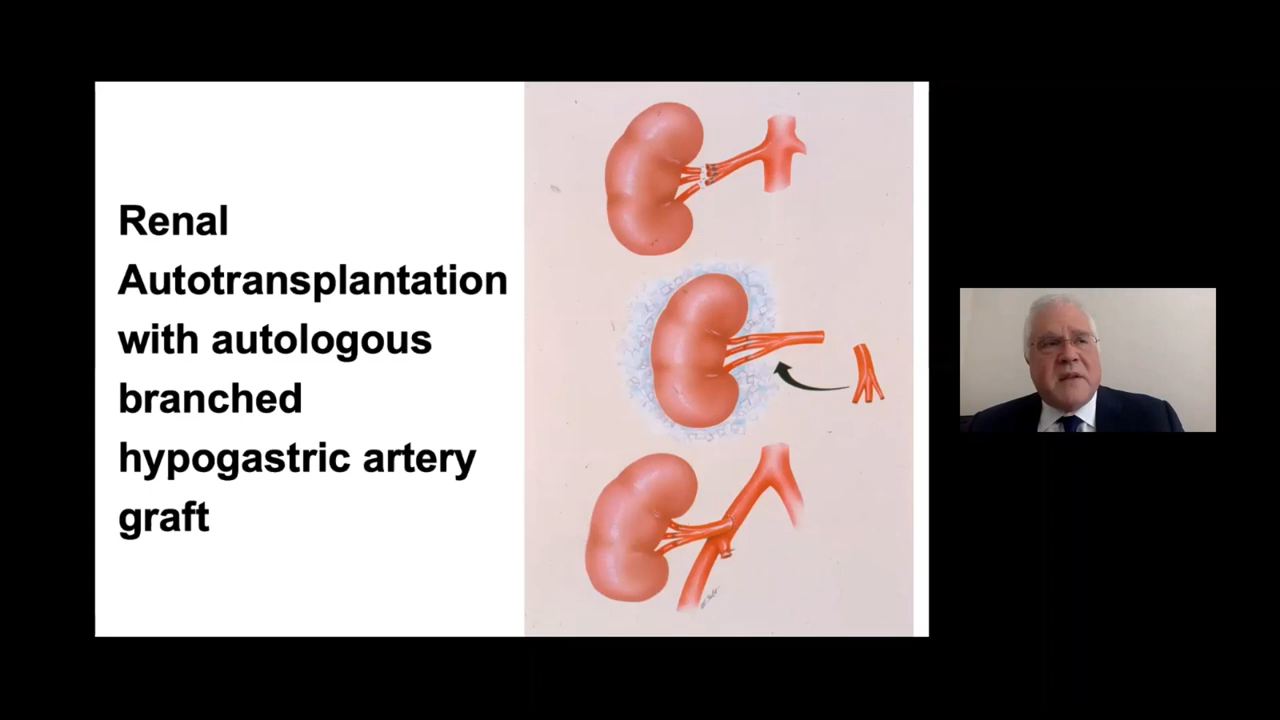 Renal
Autotransplantation
with autologous
branched
hypogastric artery
graft